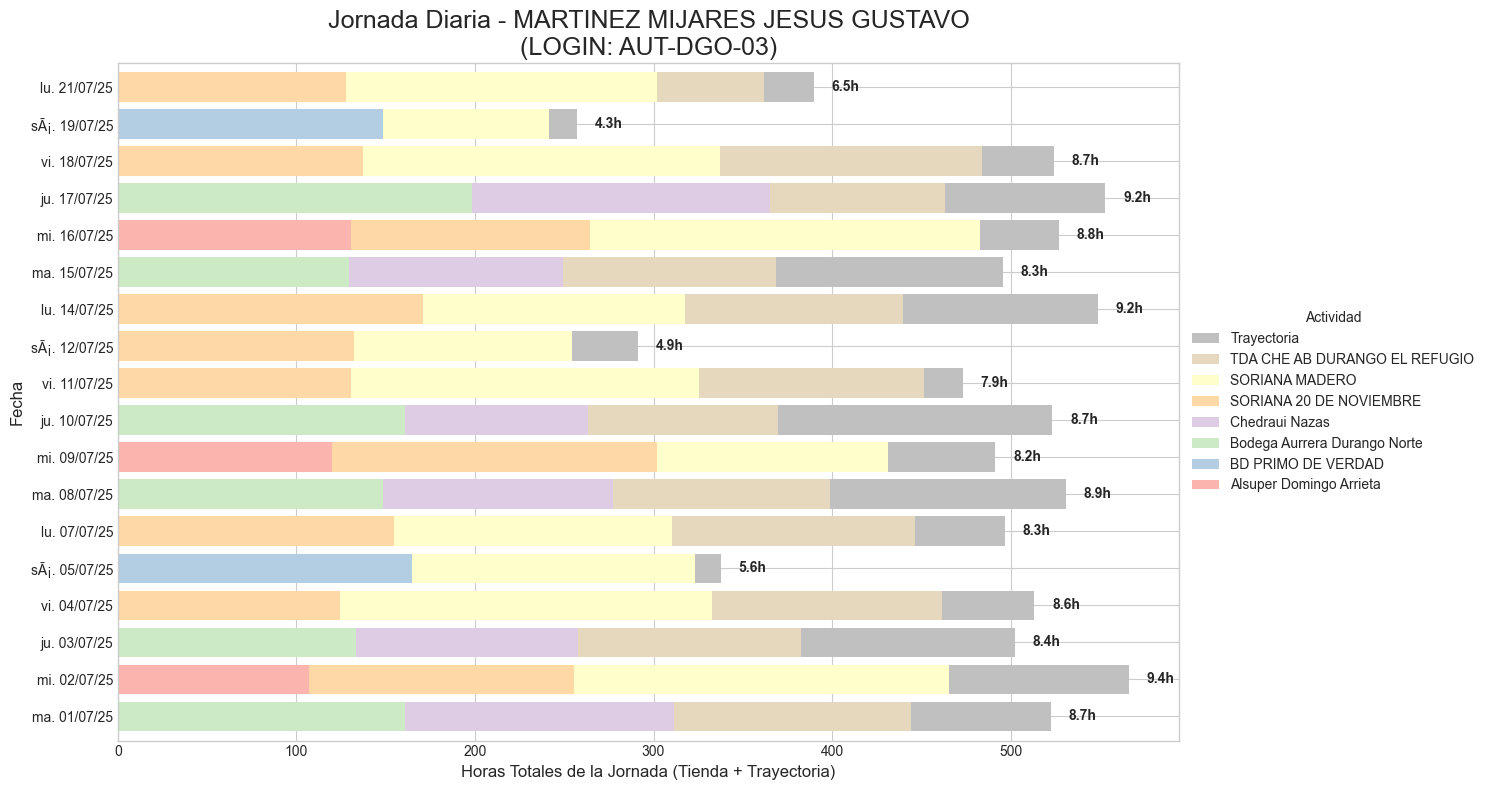 Jornada Diaria - MARTINEZ MIJARES JESUS GUSTAVO
(LOGIN: AUT-DGO-03)
lu. 21/07/25
6.5h
sÃ¡. 19/07/25
4.3h
vi. 18/07/25
8.7h
ju. 17/07/25
9.2h
mi. 16/07/25
8.8h
ma. 15/07/25
8.3h
lu. 14/07/25
9.2h
sÃ¡. 12/07/25
4.9h
vi. 11/07/25
7.9h
ju. 10/07/25
8.7h
mi. 09/07/25
8.2h
ma. 08/07/25
8.9h
lu. 07/07/25
8.3h
sÃ¡. 05/07/25
5.6h
vi. 04/07/25
8.6h
ju. 03/07/25
8.4h
mi. 02/07/25
9.4h
ma. 01/07/25
8.7h
Fecha
0 100 200 300 400 500
Horas Totales de la Jornada (Tienda + Trayectoria)
Actividad
Trayectoria
TDA CHE AB DURANGO EL REFUGIO
SORIANA MADERO
SORIANA 20 DE NOVIEMBRE
Chedraui Nazas
Bodega Aurrera Durango Norte
BD PRIMO DE VERDAD
Alsuper Domingo Arrieta